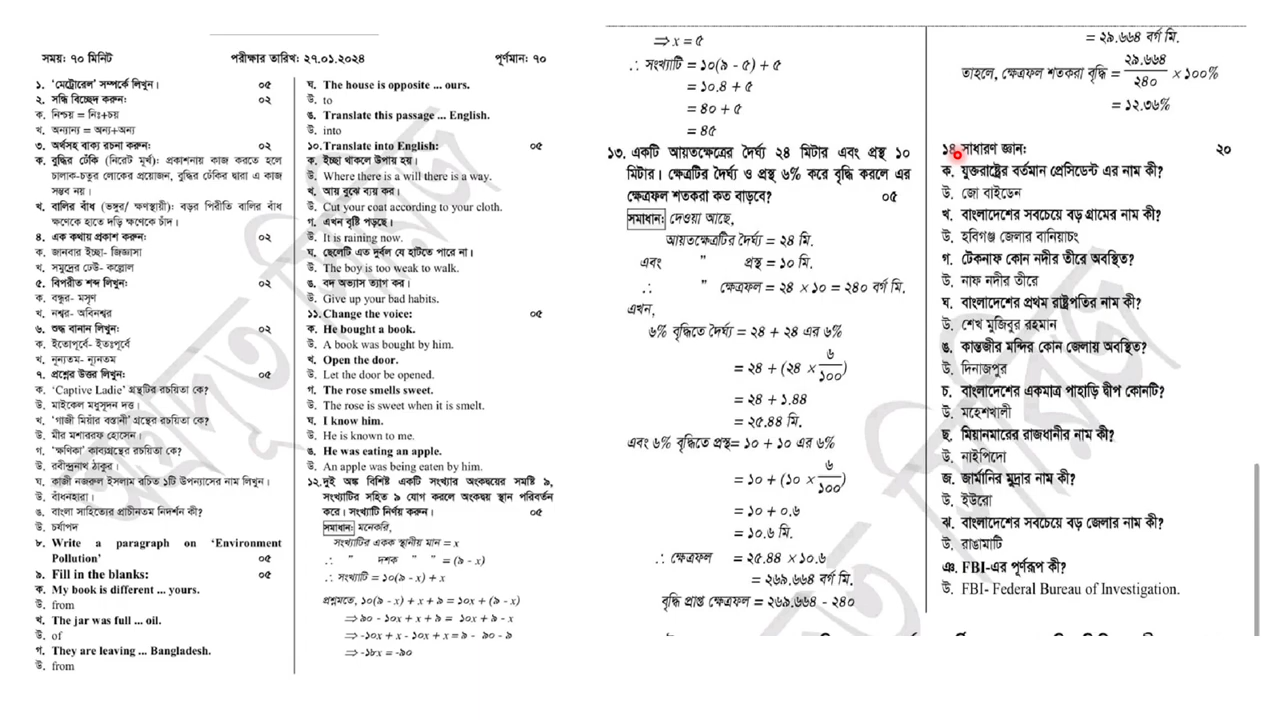 সময়: ৭০ মিনিট পরীক্ষার তারিখ: ২৭.০১.২০২৪ পূর্ণমান: ৭০
১. ‘মেট্রোরেল’ সম্পর্কে লিখুন। ০৫
২. সন্ধি বিচ্ছেদ করুন: ০২
ক. নিশ্চয় = নিঃ+চয়
খ. অন্যান্য = অন্য+অন্য
৩. অর্থসহ বাক্য রচনা করুন: ০২
ক. বুদ্ধির ঢেঁকি (নিরেট মূর্খ): প্রকাশনায় কাজ করতে হলে
চালাক-চতুর লোকের প্রয়োজন, বুদ্ধির ঢেঁকির দ্বারা এ কাজ
সম্ভব নয়।
খ. বালির বাঁধ (ভঙ্গুর/ ক্ষণস্থায়ী): বড়র পিরীতি বালির বাঁধ
ক্ষণেকে হাতে দড়ি ক্ষণেকে চাঁদ।
৪. এক কথায় প্রকাশ করুন: ০২
ক. জানবার ইচ্ছা- জিজ্ঞাসা
খ. সমুদ্রের ঢেউ- কল্লোল
৫. বিপরীত শব্দ লিখুন: ০২
ক. বন্ধুর- মসৃণ
খ. নশ্বর- অবিনশ্বর
৬. শুদ্ধ বানান লিখুন: ০২
ক. ইতোপূর্বে- ইতঃপূর্বে
খ. নূন্যতম- ন্যূনতম
৭. প্রশ্নের উত্তর লিখুন: ০৫
ক. ‘Captive Ladie’ গ্রন্থটির রচয়িতা কে?
উ. মাইকেল মধুসূদন দত্ত।
খ. ‘গাজী মিয়াঁর বস্তানী’ গ্রন্থের রচয়িতা কে?
উ. মীর মশাররফ হোসেন।
গ. ‘ক্ষণিকা’ কাব্যগ্রন্থের রচয়িতা কে?
উ. রবীন্দ্রনাথ ঠাকুর।
ঘ. কাজী নজরুল ইসলাম রচিত ১টি উপন্যাসের নাম লিখুন।
উ. বাঁধনহারা।
ঙ. বাংলা সাহিত্যের প্রাচীনতম নিদর্শন কী?
উ. চর্যাপদ
৮. Write a paragraph on ‘Environment
Pollution’ ০৫
৯. Fill in the blanks: ০৫
ক. My book is different ... yours.
উ. from
খ. The jar was full ... oil.
উ. of
গ. They are leaving ... Bangladesh.
উ. from
ঘ. The house is opposite ... ours.
উ. to
ঙ. Translate this passage ... English.
উ. into
১০. Translate into English: ০৫
ক. ইচ্ছা থাকলে উপায় হয়।
উ. Where there is a will there is a way.
খ. আয় বুঝে ব্যয় কর।
উ. Cut your coat according to your cloth.
গ. এখন বৃষ্টি পড়ছে।
উ. It is raining now.
ঘ. ছেলেটি এত দুর্বল যে হাটতে পারে না।
উ. The boy is too weak to walk.
ঙ. বদ অভ্যাস ত্যাগ কর।
উ. Give up your bad habits.
১১. Change the voice: ০৫
ক. He bought a book.
উ. A book was bought by him.
খ. Open the door.
উ. Let the door be opened.
গ. The rose smells sweet.
উ. The rose is sweet when it is smelt.
ঘ. I know him.
উ. He is known to me.
ঙ. He was eating an apple.
উ. An apple was being eaten by him.
১২. দুই অঙ্ক বিশিষ্ট একটি সংখ্যার অংকদ্বয়ের সমষ্টি ৯,
সংখ্যাটির সহিত ৯ যোগ করলে অংকদ্বয় স্থান পরিবর্তন
করে। সংখ্যাটি নির্ণয় করুন। ০৫
সমাধান: মনেকরি,
সংখ্যাটির একক স্থানীয় মান = x
∴ " দশক " " = (৯ - x)
∴ সংখ্যাটি = ১০(৯ - x) + x
প্রশ্নমতে, ১০(৯ - x) + x + ৯ = ১০x + (৯ - x)
⇒ ৯০ - ১০x + x + ৯ = ১০x + ৯ - x
⇒ -১০x + x - ১০x + x = ৯ - ৯০ - ৯
⇒ -১৮x = -৯০
⇒ x = ৫
∴ সংখ্যাটি = ১০(৯ - ৫) + ৫
= ১০.৪ + ৫
= ৪০ + ৫
= ৪৫
১৩. একটি আয়তক্ষেত্রের দৈর্ঘ্য ২৪ মিটার এবং প্রস্থ ১০
মিটার। ক্ষেত্রটির দৈর্ঘ্য ও প্রস্থ ৬% করে বৃদ্ধি করলে এর
ক্ষেত্রফল শতকরা কত বাড়বে? ০৫
সমাধান: দেওয়া আছে,
আয়তক্ষেত্রটির দৈর্ঘ্য = ২৪ মি.
এবং " প্রস্থ = ১০ মি.
∴ " ক্ষেত্রফল = ২৪ × ১০ = ২৪০ বর্গ মি.
এখন,
৬% বৃদ্ধিতে দৈর্ঘ্য = ২৪ + ২৪ এর ৬%
= ২৪ + (২৪ × ৬/১০০)
= ২৪ + ১.৪৪
= ২৫.৪৪ মি.
এবং ৬% বৃদ্ধিতে প্রস্থ= ১০ + ১০ এর ৬%
= ১০ + (১০ × ৬/১০০)
= ১০ + ০.৬
= ১০.৬ মি.
∴ ক্ষেত্রফল = ২৫.৪৪ × ১০.৬
= ২৬৯.৬৬৪ বর্গ মি.
বৃদ্ধি প্রাপ্ত ক্ষেত্রফল = ২৬৯.৬৬৪ - ২৪০
= ২৯.৬৬৪ বর্গ মি.
তাহলে, ক্ষেত্রফল শতকরা বৃদ্ধি = ২৯.৬৬৪/২৪০ × ১০০%
= ১২.৩৬%
১৪. সাধারণ জ্ঞান: ২০
ক. যুক্তরাষ্ট্রের বর্তমান প্রেসিডেন্ট এর নাম কী?
উ. জো বাইডেন
খ. বাংলাদেশের সবচেয়ে বড় গ্রামের নাম কী?
উ. হবিগঞ্জ জেলার বানিয়াচং
গ. টেকনাফ কোন নদীর তীরে অবস্থিত?
উ. নাফ নদীর তীরে
ঘ. বাংলাদেশের প্রথম রাষ্ট্রপতির নাম কী?
উ. শেখ মুজিবুর রহমান
ঙ. কান্তজীর মন্দির কোন জেলায় অবস্থিত?
উ. দিনাজপুর
চ. বাংলাদেশের একমাত্র পাহাড়ি দ্বীপ কোনটি?
উ. মহেশখালী
ছ. মিয়ানমারের রাজধানীর নাম কী?
উ. নাইপিদো
জ. জার্মানির মুদ্রার নাম কী?
উ. ইউরো
ঝ. বাংলাদেশের সবচেয়ে বড় জেলার নাম কী?
উ. রাঙামাটি
ঞ. FBI-এর পূর্ণরূপ কী?
উ. FBI- Federal Bureau of Investigation.